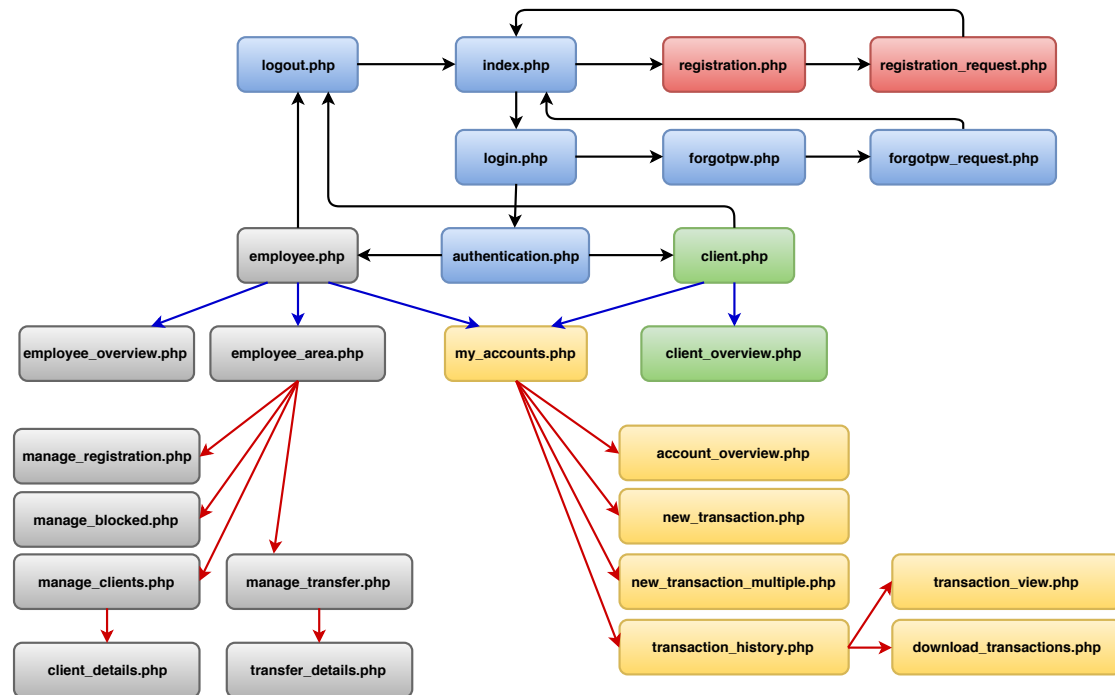 logout.php
index.php
registration.php
registration_request.php
login.php
forgotpw.php
forgotpw_request.php
employee.php
authentication.php
client.php
employee_overview.php
employee_area.php
my_accounts.php
client_overview.php
manage_registration.php
account_overview.php
manage_blocked.php
new_transaction.php
manage_clients.php
manage_transfer.php
new_transaction_multiple.php
transaction_view.php
client_details.php
transfer_details.php
transaction_history.php
download_transactions.php